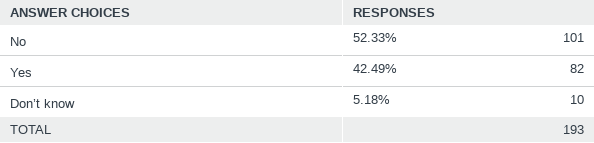 ANSWER CHOICES RESPONSES
No 52.33% 101
Yes 42.49% 82
Don't know 5.18% 10
TOTAL 193